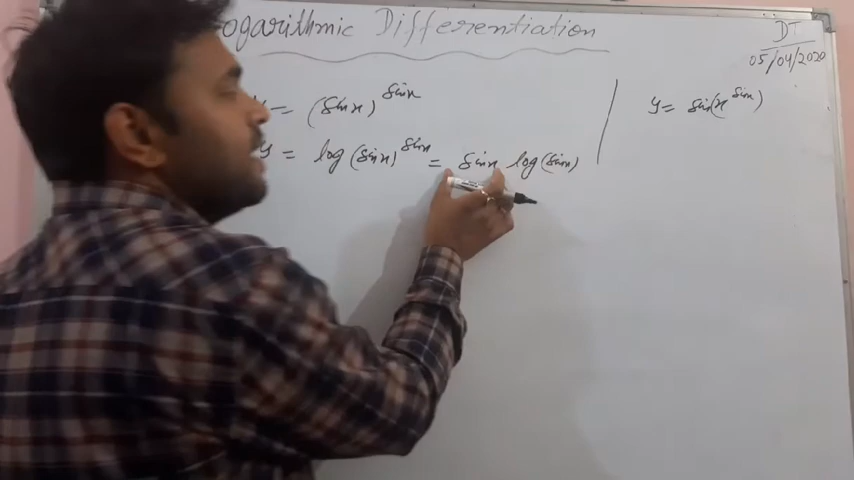 ogarithmic Differentiation
DT
05/04/2020
y = (sinx)^sinx
y = log(sinx)^sinx = sinx log(sinx)
y = sin(x^sinx)